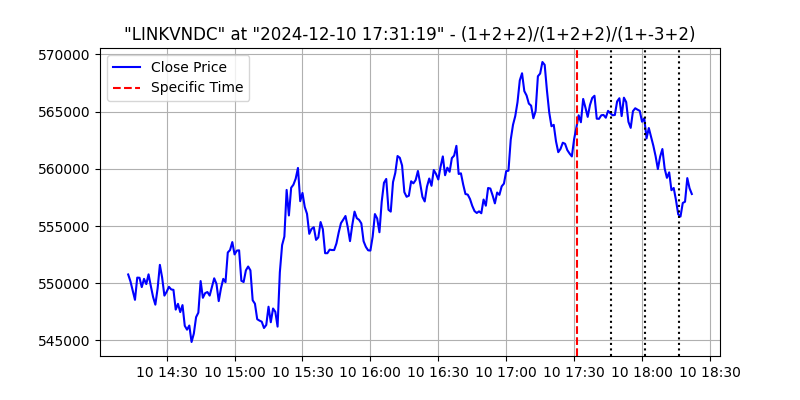 "LINKVNDC" at "2024-12-10 17:31:19" - (1+2+2)/(1+2+2)/(1+-3+2)
Close Price
Specific Time
570000
565000
560000
555000
550000
545000
10 14:30 10 15:00 10 15:30 10 16:00 10 16:30 10 17:00 10 17:30 10 18:00 10 18:30